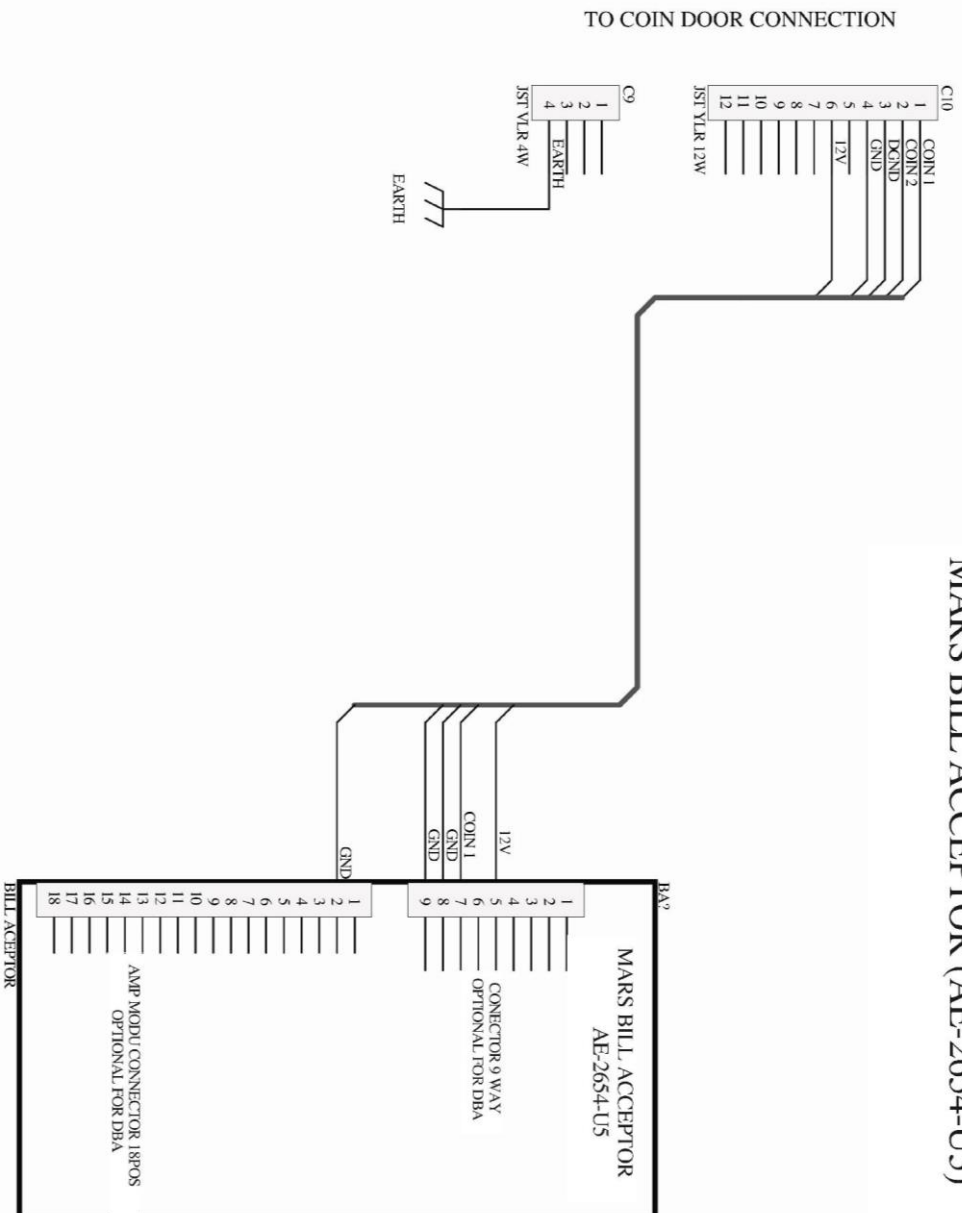 TO COIN DOOR CONNECTION
MARS BILL ACCEPTOR (AE-2654-U5)
C10
1
2
3
4
5
6
7
8
9
10
11
12
JST YLR 12W
COIN 1
COIN 2
DGND
GND
12V
C9
1
2
3
4
JST VLR 4W
EARTH
EARTH
12V
COIN 1
GND
GND
GND
BA?
MARS BILL ACCEPTOR
AE-2654-U5
1
2
3
4
5
6
7
8
9
CONECTOR 9 WAY
OPTIONAL FOR DBA
1
2
3
4
5
6
7
8
9
10
11
12
13
14
15
16
17
18
AMP MODU CONNECTOR 18POS
OPTIONAL FOR DBA
BILL ACEPTOR